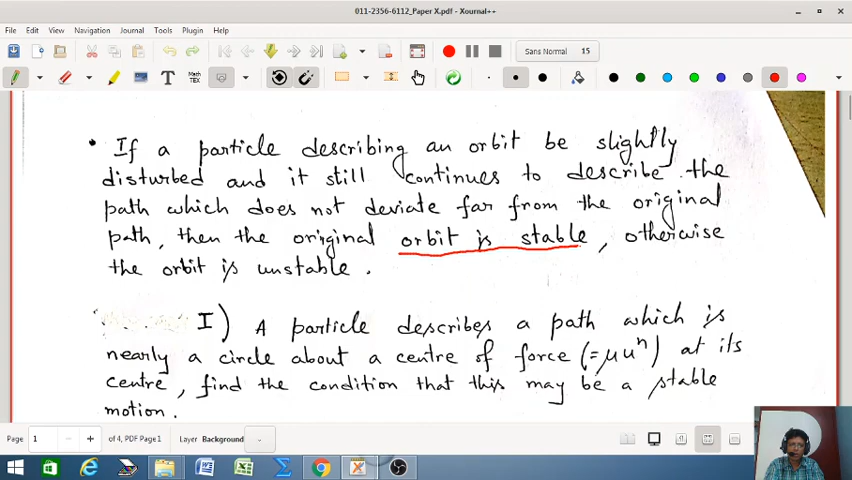 011-2356-6112_Paper X.pdf - Xournal++
File Edit View Navigation Journal Tools Plugin Help
Math TEX Sans Normal 15
• If a particle describing an orbit be slightly
disturbed and it still continues to describe the
path which does not deviate far from the original
path, then the original orbit is stable, otherwise
the orbit is unstable.
I) A particle describes a path which is
nearly a circle about a centre of force (= μuⁿ) at its
centre, find the condition that this may be a stable
motion.
Page 1 of 4, PDF Page1 Layer Background